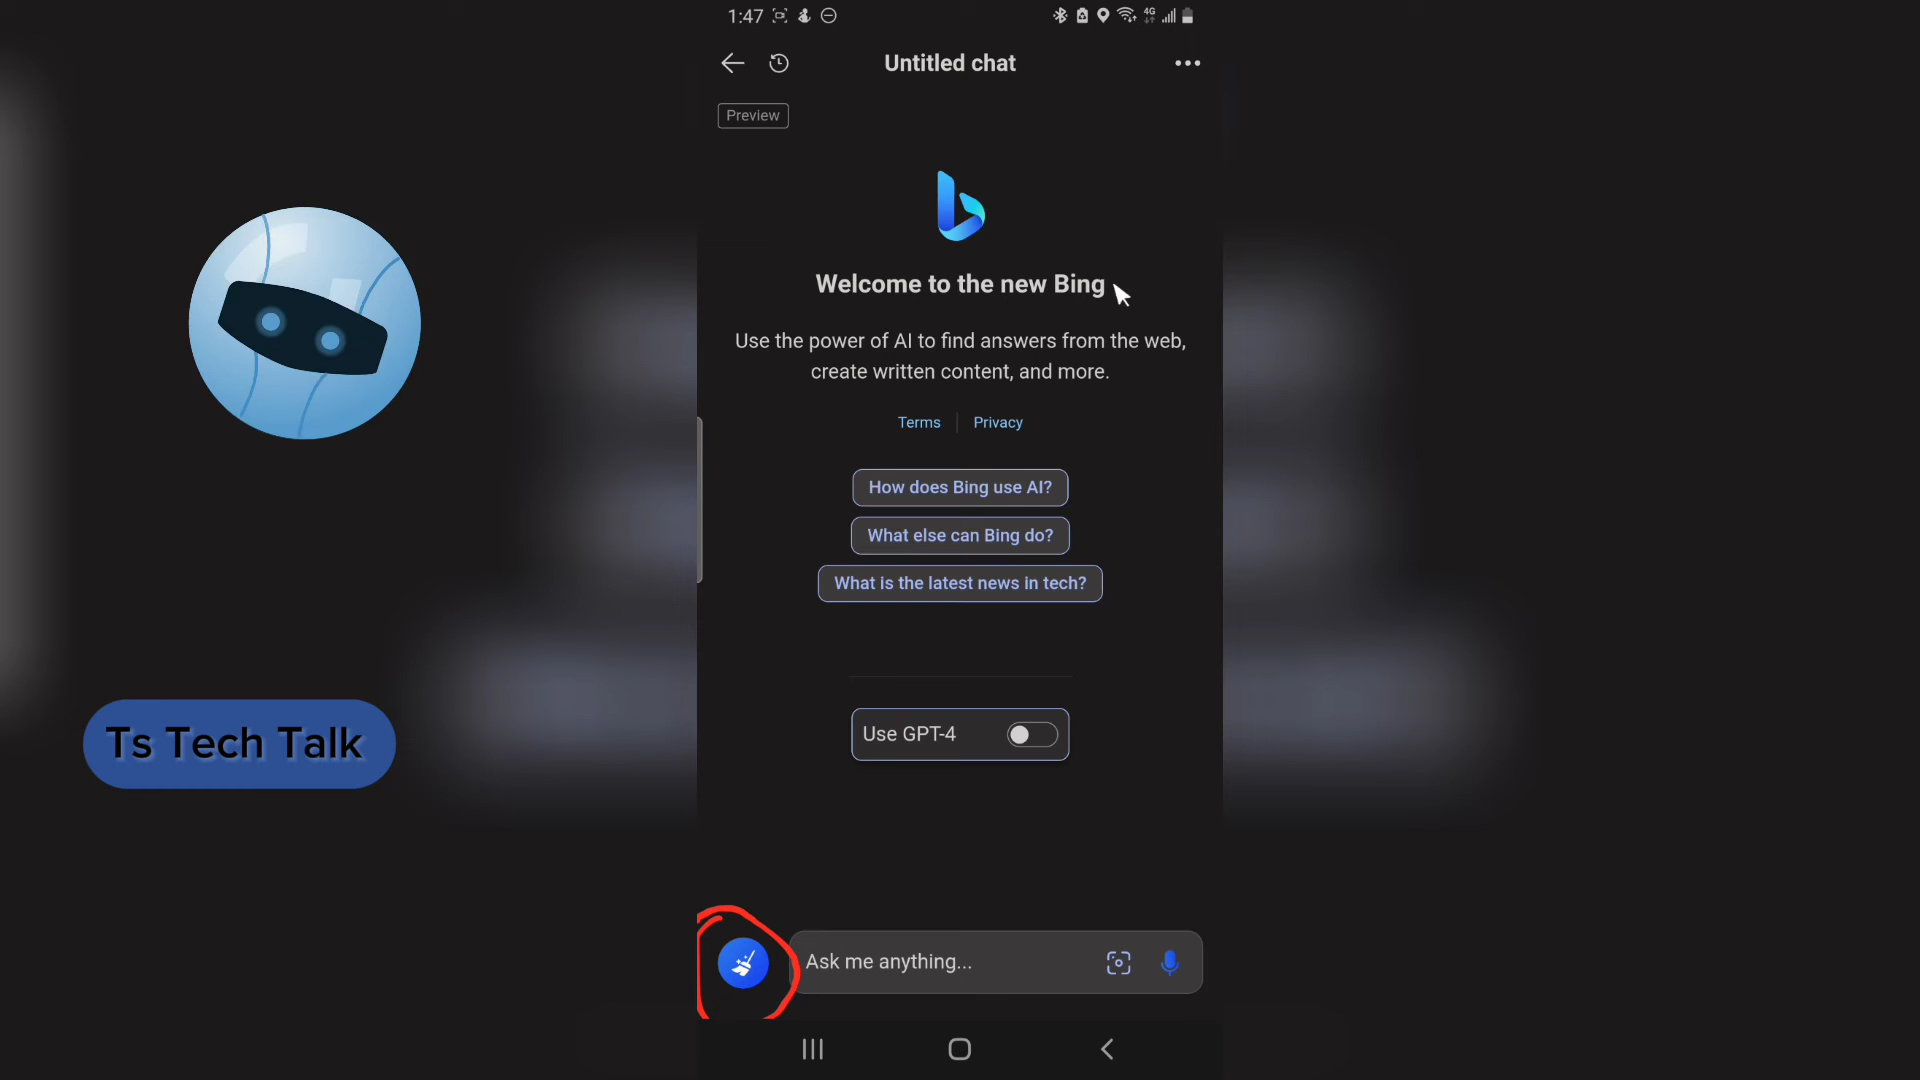 1:47
4G
Untitled chat
Preview
Welcome to the new Bing
Use the power of AI to find answers from the web,
create written content, and more.
Terms
Privacy
How does Bing use AI?
What else can Bing do?
What is the latest news in tech?
Use GPT-4
Ts Tech Talk
Ask me anything...